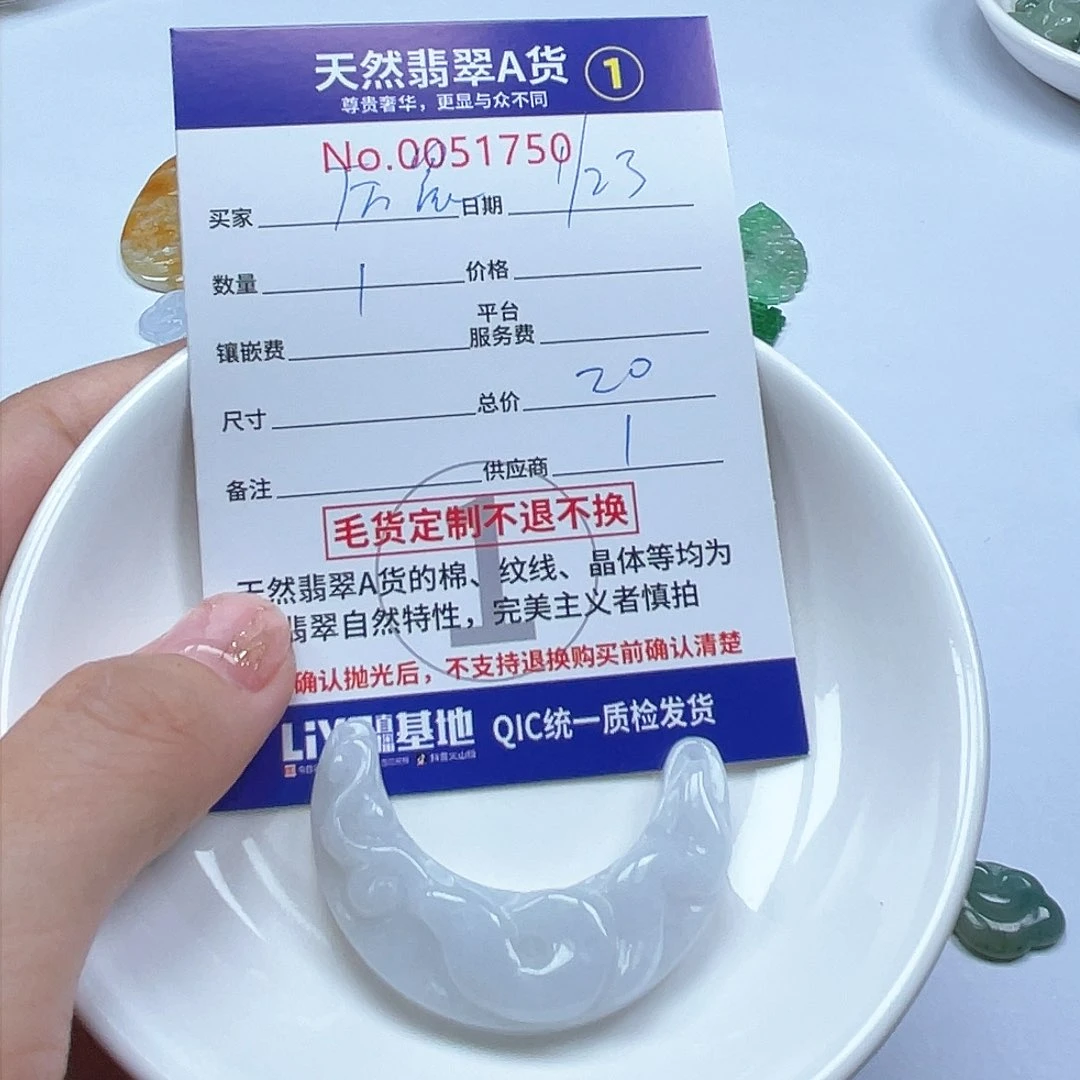 天然翡翠A货 1
尊贵奢华，更显与众不同
No.0051750
买家 日期 1/23
数量 1 价格
镶嵌费 平台服务费
尺寸 总价 20
备注 供应商 1
毛货定制不退不换
1
天然翡翠A货的棉、纹线、晶体等均为
翡翠自然特性，完美主义者慎拍
确认抛光后，不支持退换购买前确认清楚
基地 QIC统一质检发货